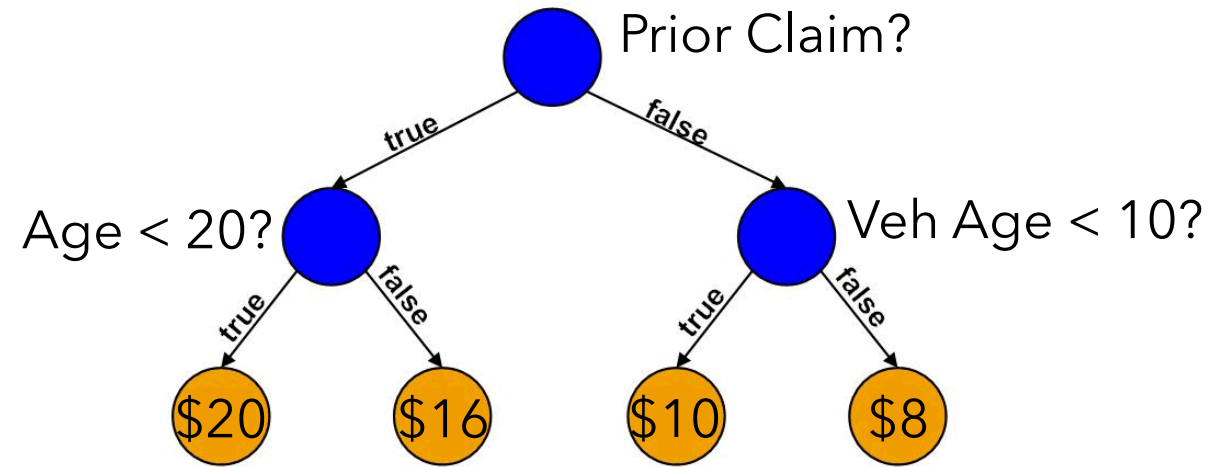 Prior Claim?
true
false
Age < 20?
Veh Age < 10?
true
false
true
false
$20
$16
$10
$8